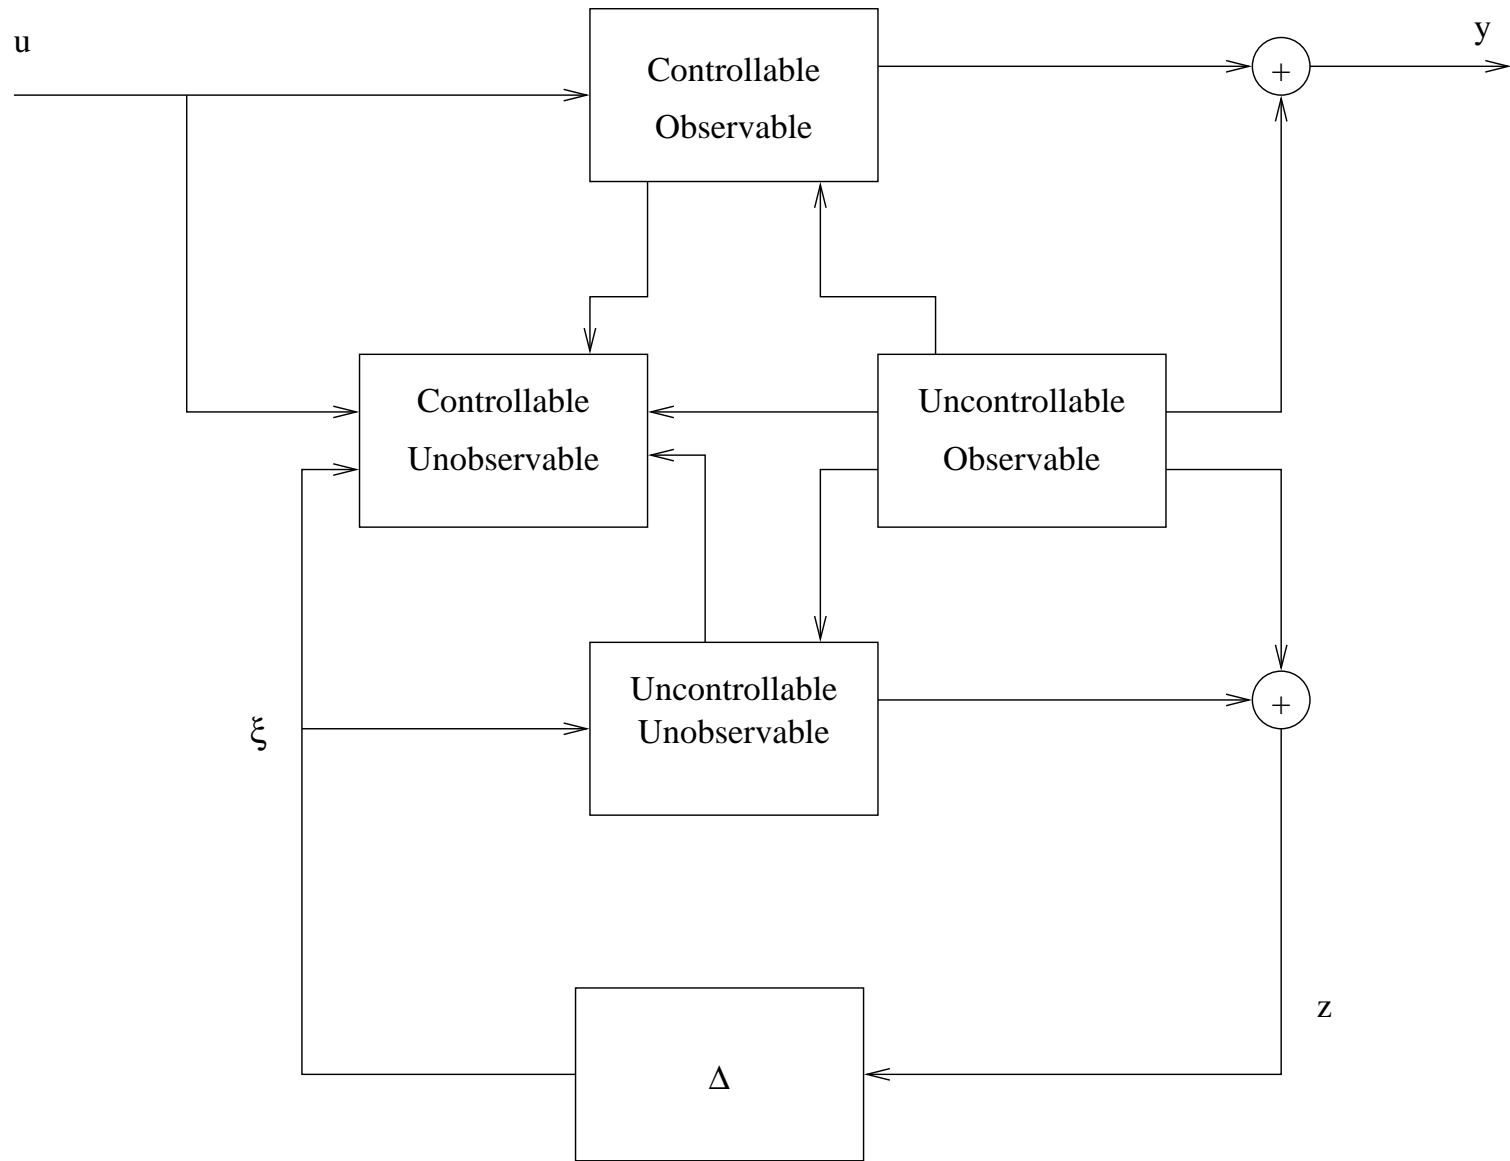 u
y
Controllable
Observable
+
Controllable
Unobservable
Uncontrollable
Observable
Uncontrollable
Unobservable
+
ξ
z
Δ